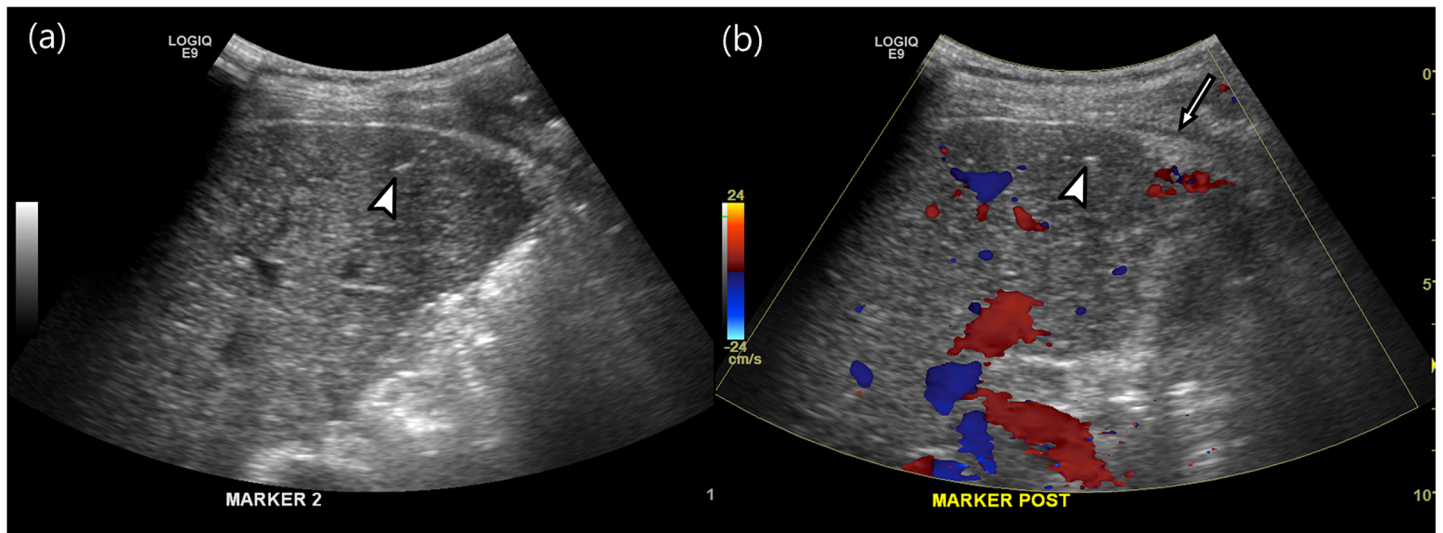 (a)
LOGIQ
E9
MARKER 2
1
(b)
LOGIQ
E9
0
24
5
-24
cm/s
10
MARKER POST